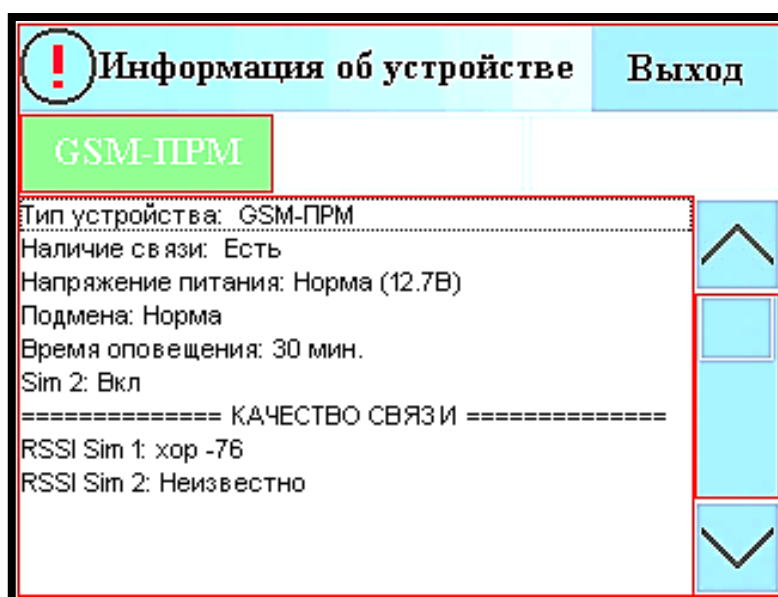 ! Информация об устройстве Выход
GSM-ПРМ
Тип устройства: GSM-ПРМ
Наличие связи: Есть
Напряжение питания: Норма (12.7В)
Подмена: Норма
Время оповещения: 30 мин.
Sim 2: Вкл
============== КАЧЕСТВО СВЯЗИ ==============
RSSI Sim 1: хор -76
RSSI Sim 2: Неизвестно